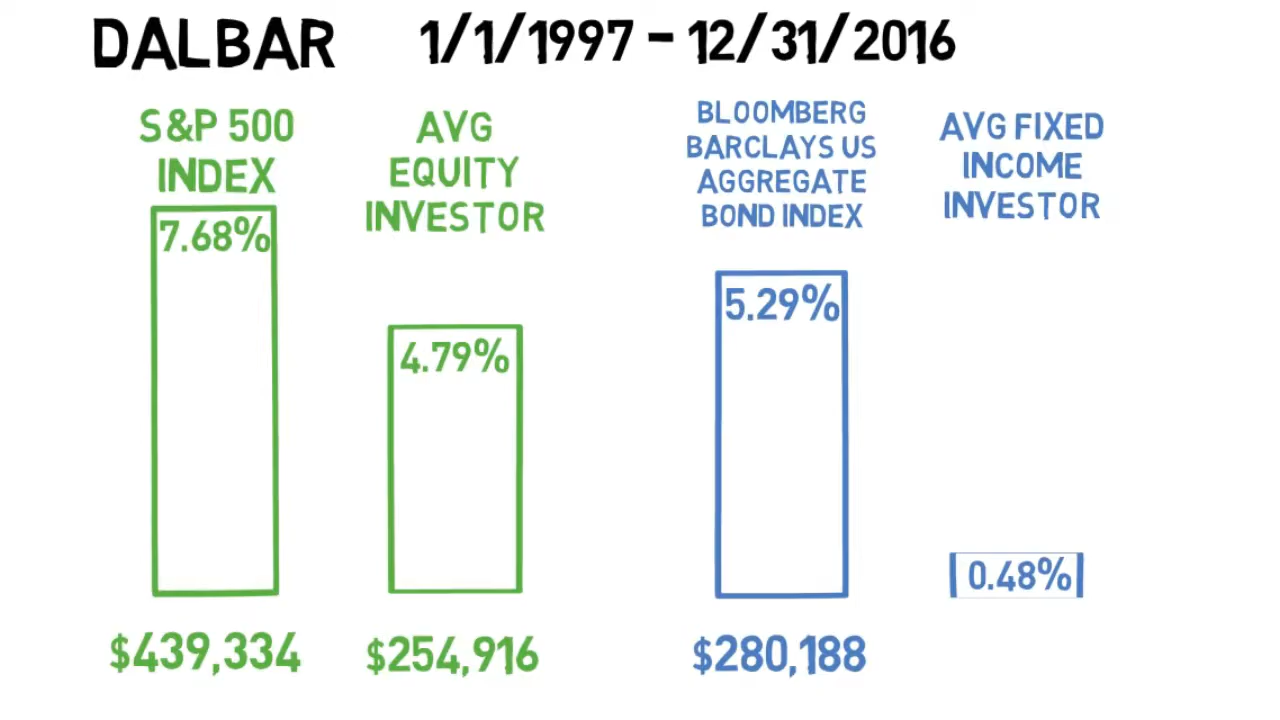 DALBAR 1/1/1997 - 12/31/2016
S&P 500
INDEX
7.68%
$439,334
AVG
EQUITY
INVESTOR
4.79%
$254,916
BLOOMBERG
BARCLAYS US
AGGREGATE
BOND INDEX
5.29%
$280,188
AVG FIXED
INCOME
INVESTOR
0.48%